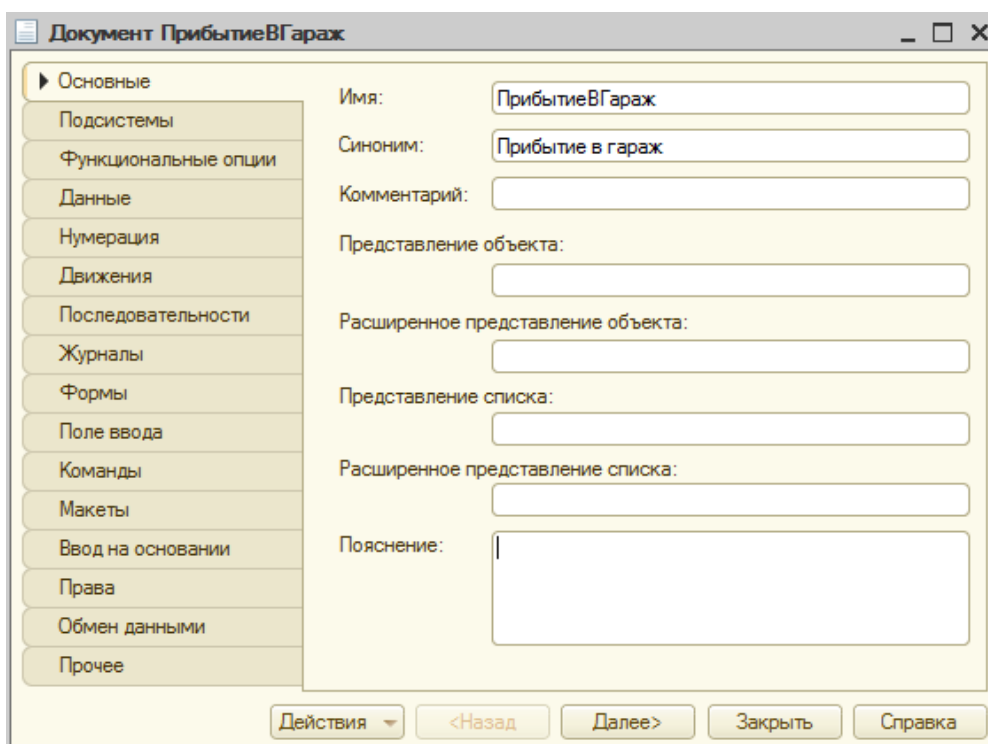 Документ ПрибытиеВГараж
Основные
Подсистемы
Функциональные опции
Данные
Нумерация
Движения
Последовательности
Журналы
Формы
Поле ввода
Команды
Макеты
Ввод на основании
Права
Обмен данными
Прочее
Имя: ПрибытиеВГараж
Синоним: Прибытие в гараж
Комментарий:
Представление объекта:
Расширенное представление объекта:
Представление списка:
Расширенное представление списка:
Пояснение:
Действия <Назад Далее> Закрыть Справка